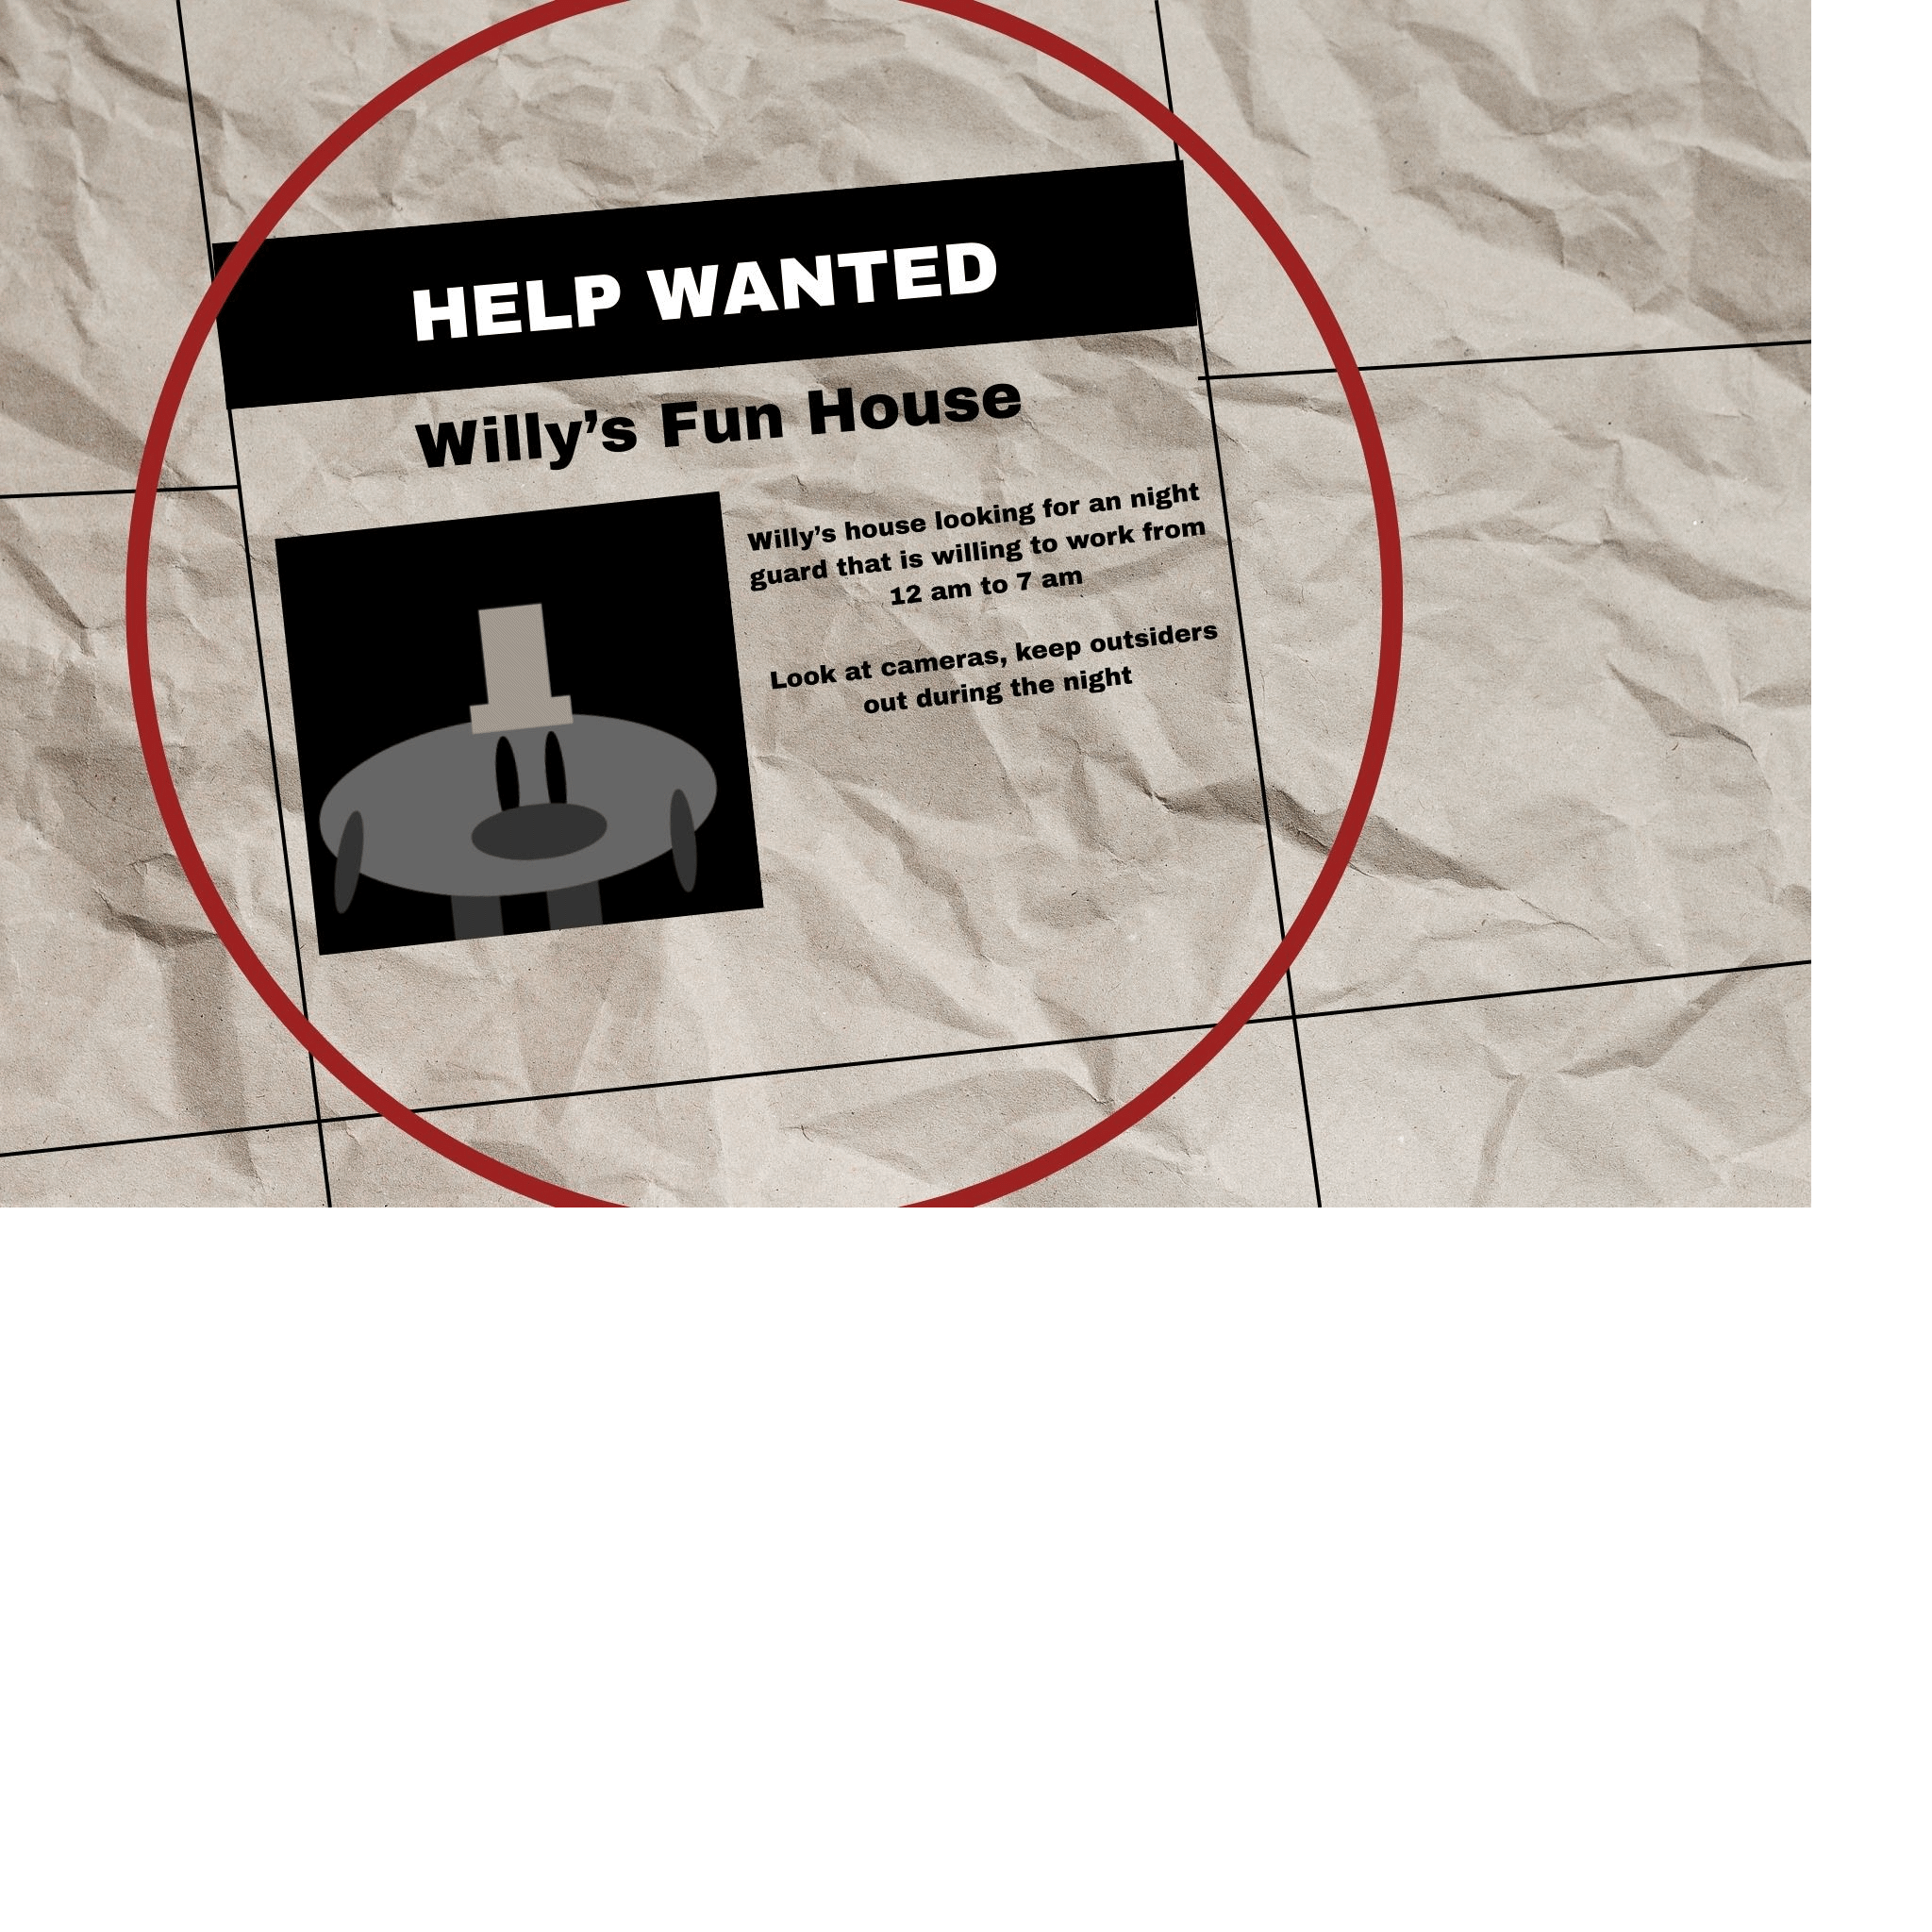 HELP WANTED
Willy’s Fun House
Willy’s house looking for an night
guard that is willing to work from
12 am to 7 am
Look at cameras, keep outsiders
out during the night